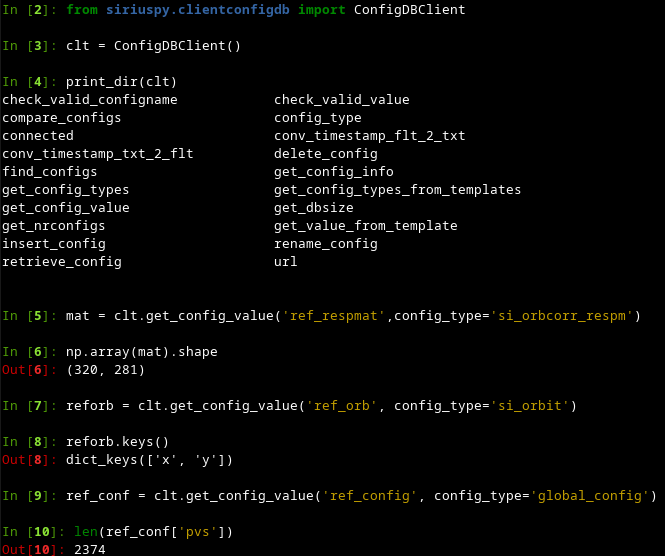 In [2]: from siriuspy.clientconfigdb import ConfigDBClient
In [3]: clt = ConfigDBClient()
In [4]: print_dir(clt)
check_valid_configname            check_valid_value
compare_configs                   config_type
connected                         conv_timestamp_flt_2_txt
conv_timestamp_txt_2_flt          delete_config
find_configs                      get_config_info
get_config_types                  get_config_types_from_templates
get_config_value                  get_dbsize
get_nrconfigs                     get_value_from_template
insert_config                     rename_config
retrieve_config                   url
In [5]: mat = clt.get_config_value('ref_respmat',config_type='si_orbcorr_respm')
In [6]: np.array(mat).shape
Out[6]: (320, 281)
In [7]: reforb = clt.get_config_value('ref_orb', config_type='si_orbit')
In [8]: reforb.keys()
Out[8]: dict_keys(['x', 'y'])
In [9]: ref_conf = clt.get_config_value('ref_config', config_type='global_config')
In [10]: len(ref_conf['pvs'])
Out[10]: 2374